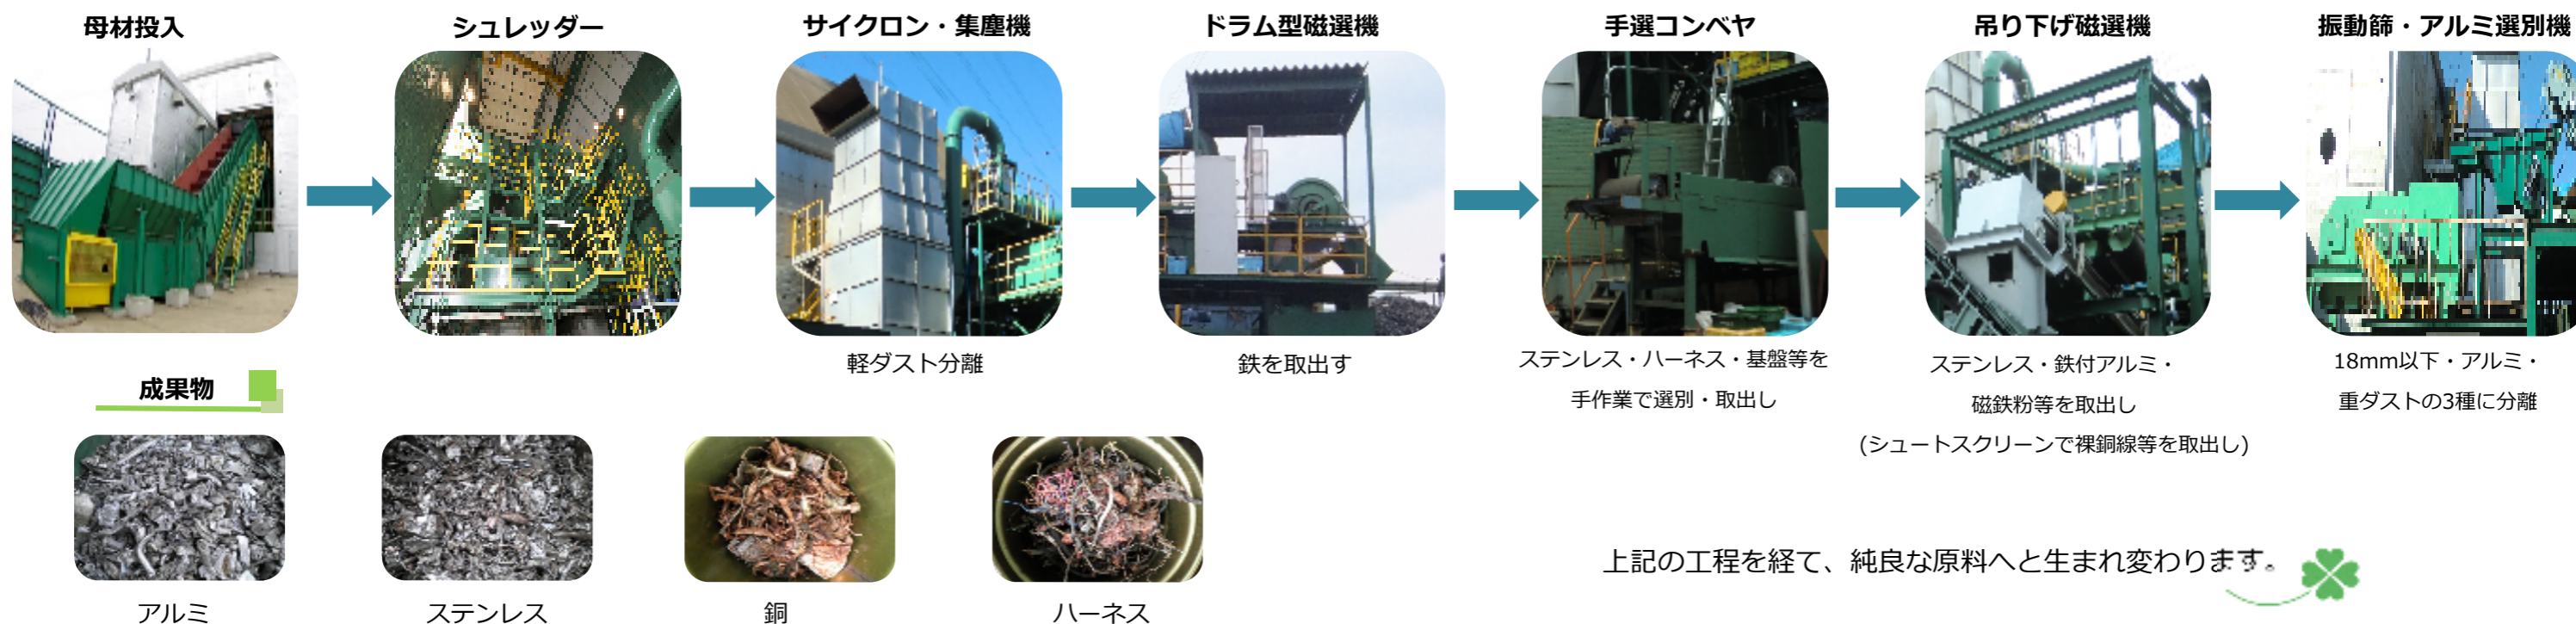 母材投入
シュレッダー
サイクロン・集塵機
ドラム型磁選機
手選コンベヤ
吊り下げ磁選機
振動篩・アルミ選別機
軽ダスト分離
鉄を取出す
ステンレス・ハーネス・基盤等を
手作業で選別・取出し
ステンレス・鉄付アルミ・
磁鉄粉等を取出し
(シュートスクリーンで裸銅線等を取出し)
18mm以下・アルミ・
重ダストの3種に分離
成果物
アルミ
ステンレス
銅
ハーネス
上記の工程を経て、純良な原料へと生まれ変わります。